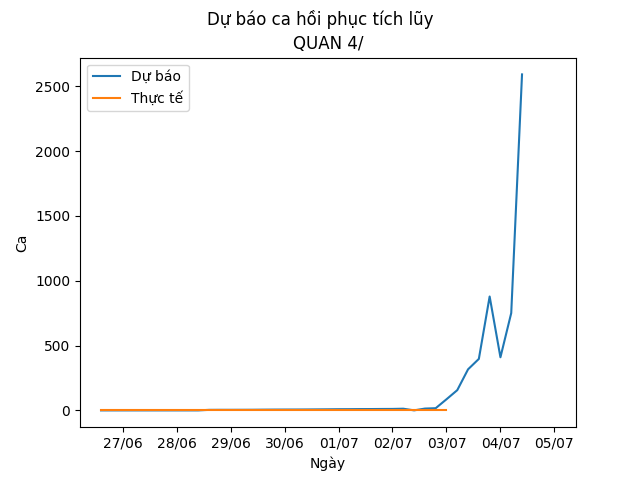 Dự báo ca hồi phục tích lũy
QUAN 4/
Dự báo
Thực tế
2500
2000
1500
1000
500
0
Ca
27/06 28/06 29/06 30/06 01/07 02/07 03/07 04/07 05/07
Ngày